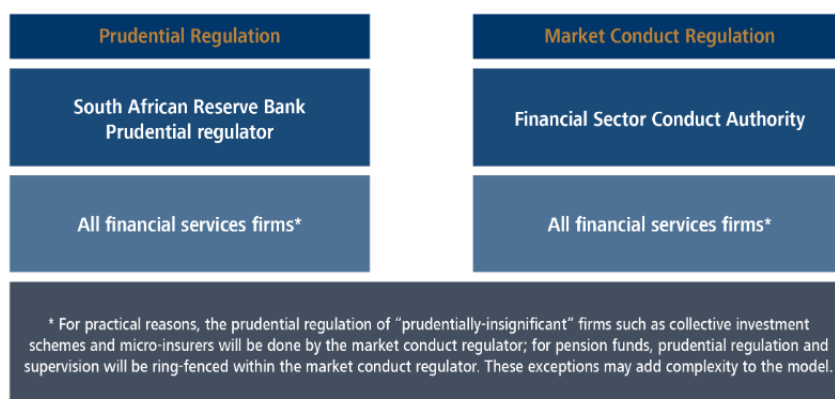 Prudential Regulation
Market Conduct Regulation
South African Reserve Bank
Prudential regulator
Financial Sector Conduct Authority
All financial services firms*
All financial services firms*
* For practical reasons, the prudential regulation of “prudentially-insignificant” firms such as collective investment
schemes and micro-insurers will be done by the market conduct regulator; for pension funds, prudential regulation and
supervision will be ring-fenced within the market conduct regulator. These exceptions may add complexity to the model.